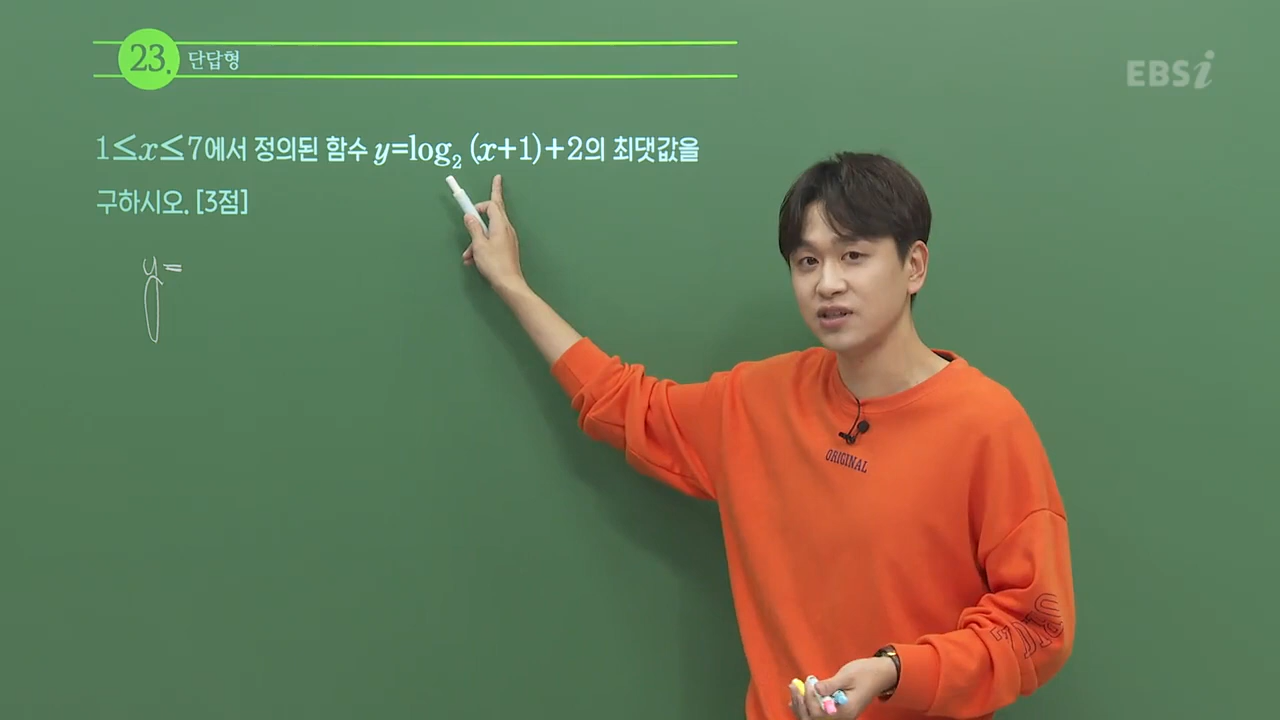 23. 단답형
EBSi
1≤x≤7에서 정의된 함수 y=log₂(x+1)+2의 최댓값을
구하시오. [3점]
y=
ORIGINAL